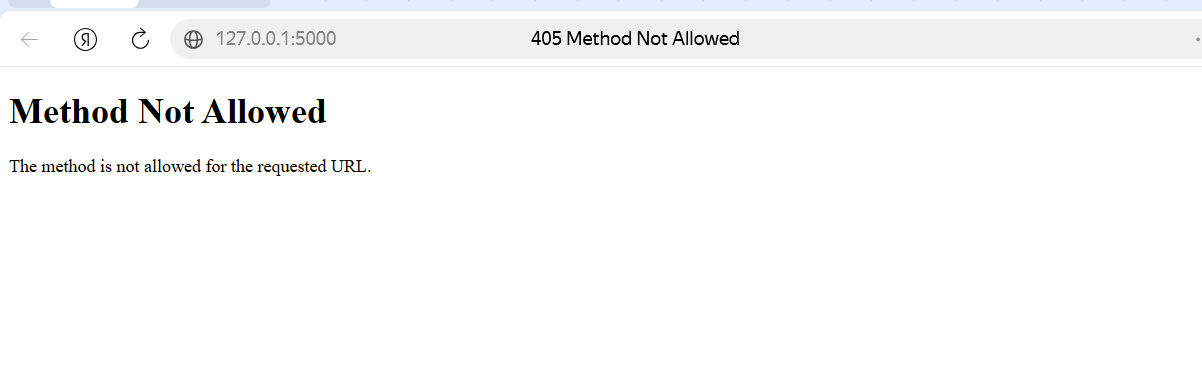 Я 127.0.0.1:5000 405 Method Not Allowed
Method Not Allowed
The method is not allowed for the requested URL.